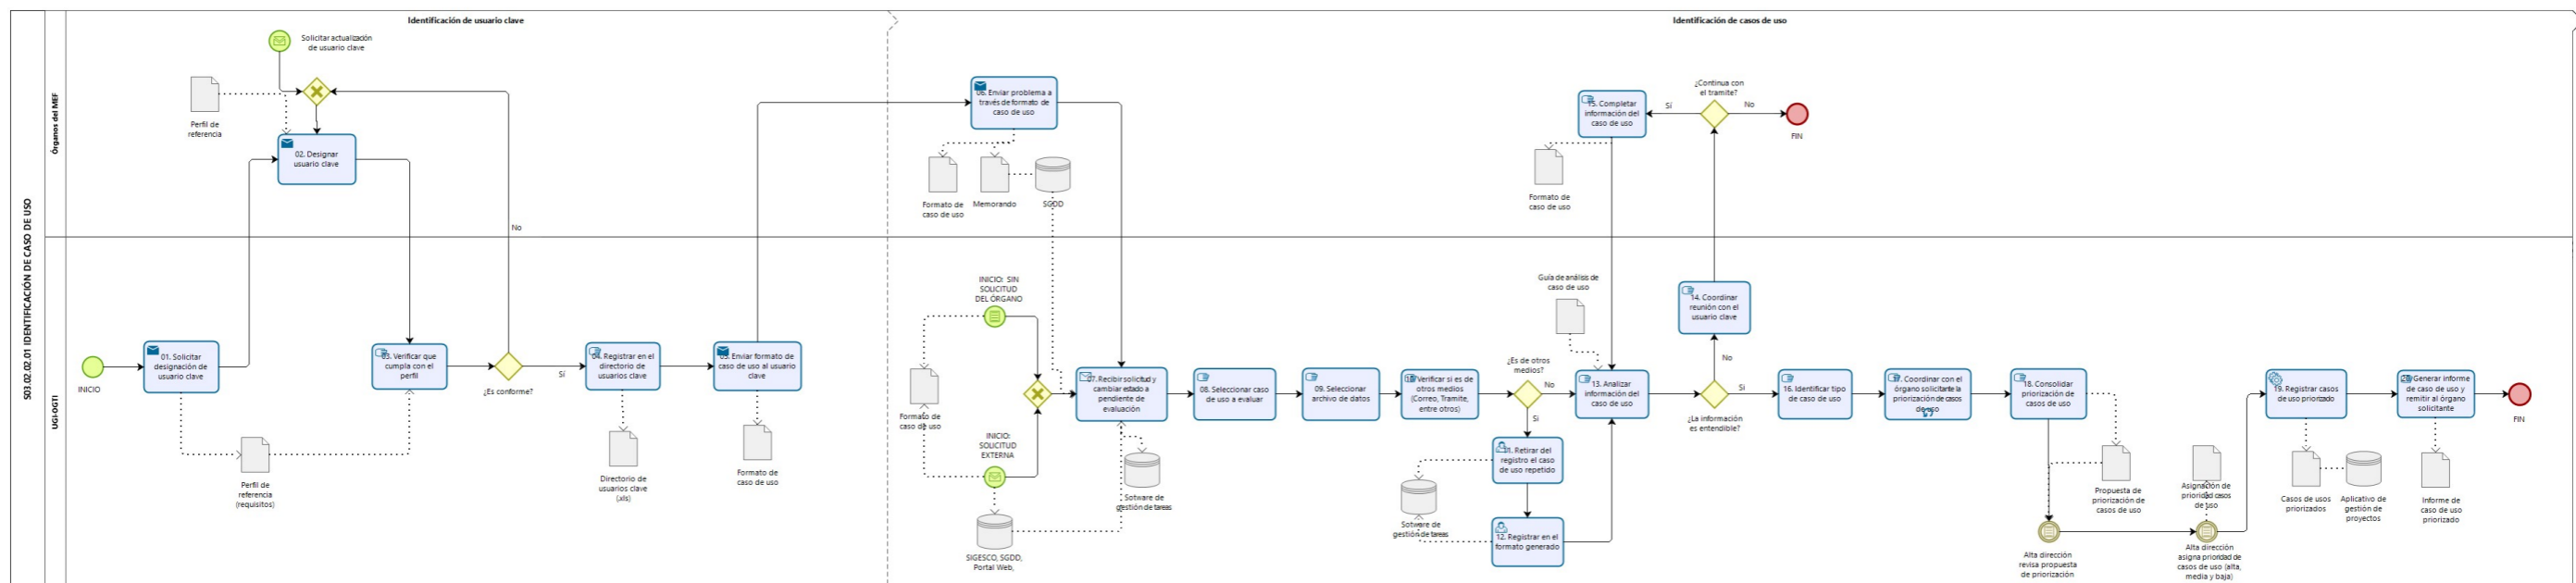 S03.02.02.01 IDENTIFICACIÓN DE CASO DE USO
Órganos del MEF
UGI-OGTI
Identificación de usuario clave
Identificación de casos de uso
Solicitar actualización
de usuario clave
Perfil de
referencia
02. Designar
usuario clave
No
INICIO
01. Solicitar
designación de
usuario clave
Perfil de
referencia
(requisitos)
03. Verificar que
cumpla con el
perfil
¿Es conforme?
Sí
04. Registrar en el
directorio de
usuarios clave
Directorio de
usuarios clave
(.xls)
05. Enviar formato de
caso de uso al usuario
clave
Formato de
caso de uso
06. Enviar problema a
través de formato de
caso de uso
Formato de
caso de uso
Memorando
SGDD
INICIO: SIN
SOLICITUD
DEL ÓRGANO
Formato de
caso de uso
INICIO:
SOLICITUD
EXTERNA
SIGESCO, SGDD,
Portal Web,
07. Recibir solicitud y
cambiar estado a
pendiente de
evaluación
Sotware de
gestión de tareas
08. Seleccionar caso
de uso a evaluar
09. Seleccionar
archivo de datos
10. Verificar si es de
otros medios
(Correo, Tramite,
entre otros)
¿Es de otros
medios?
No
Si
11. Retirar del
registro el caso
de uso repetido
Sotware de
gestión de tareas
12. Registrar en el
formato generado
Guía de análisis de
caso de uso
13. Analizar
información del
caso de uso
15. Completar
información del
caso de uso
Formato de
caso de uso
¿Continua con
el tramite?
Sí
No
FIN
14. Coordinar
reunión con el
usuario clave
No
¿La información
es entendible?
Si
16. Identificar tipo
de caso de uso
17. Coordinar con el
órgano solicitante la
priorización de casos
de uso
18. Consolidar
priorización de
casos de uso
Propuesta de
priorización de
casos de uso
Alta dirección
revisa propuesta
de priorización
Asignación de
prioridad casos
de uso
Alta dirección
asigna prioridad de
casos de uso (alta,
media y baja)
19. Registrar casos
de uso priorizado
Casos de usos
priorizados
Aplicativo de
gestión de
proyectos
20. Generar informe
de caso de uso y
remitir al órgano
solicitante
Informe de
caso de uso
priorizado
FIN